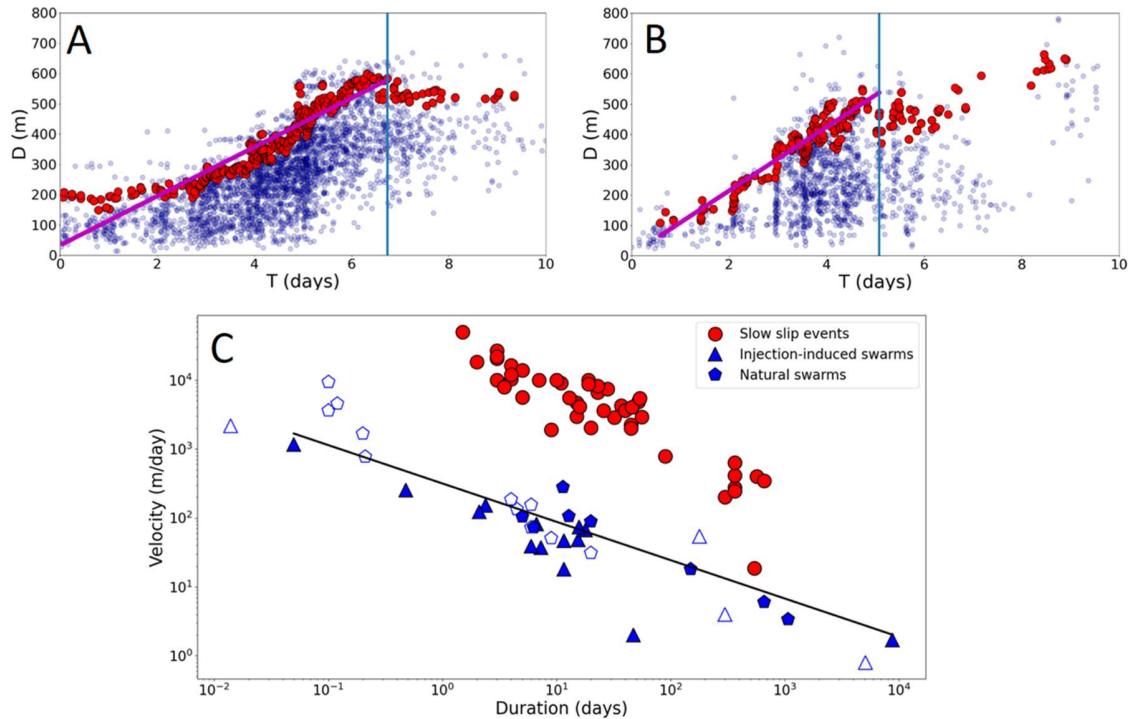 A
800
700
600
500
400
300
200
100
0
D (m)
0 2 4 6 8 10
T (days)
B
800
700
600
500
400
300
200
100
0
D (m)
0 2 4 6 8 10
T (days)
C
Slow slip events
Injection-induced swarms
Natural swarms
10⁴
10³
10²
10¹
10⁰
Velocity (m/day)
10⁻² 10⁻¹ 10⁰ 10¹ 10² 10³ 10⁴
Duration (days)